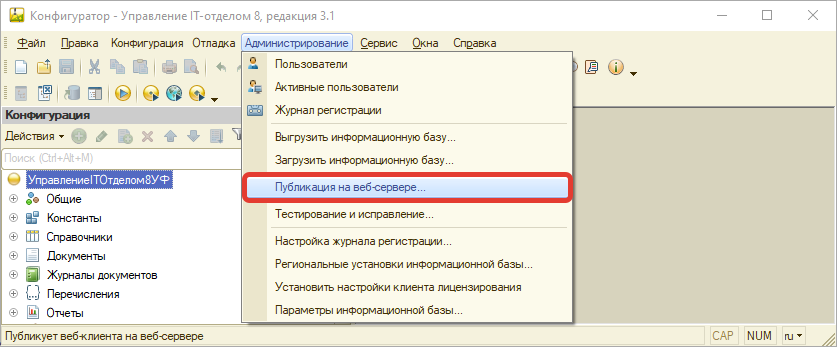 Конфигуратор - Управление IT-отделом 8, редакция 3.1
Файл Правка Конфигурация Отладка Администрирование Сервис Окна Справка
Пользователи
Активные пользователи
Журнал регистрации
Выгрузить информационную базу...
Загрузить информационную базу...
Публикация на веб-сервере...
Тестирование и исправление...
Настройка журнала регистрации...
Региональные установки информационной базы...
Установить настройки клиента лицензирования
Параметры информационной базы...
Конфигурация
Действия
Поиск (Ctrl+Alt+M)
УправлениеITОтделом8УФ
Общие
Константы
Справочники
Документы
Журналы документов
Перечисления
Отчеты
Публикует веб-клиента на веб-сервере
CAP NUM ru